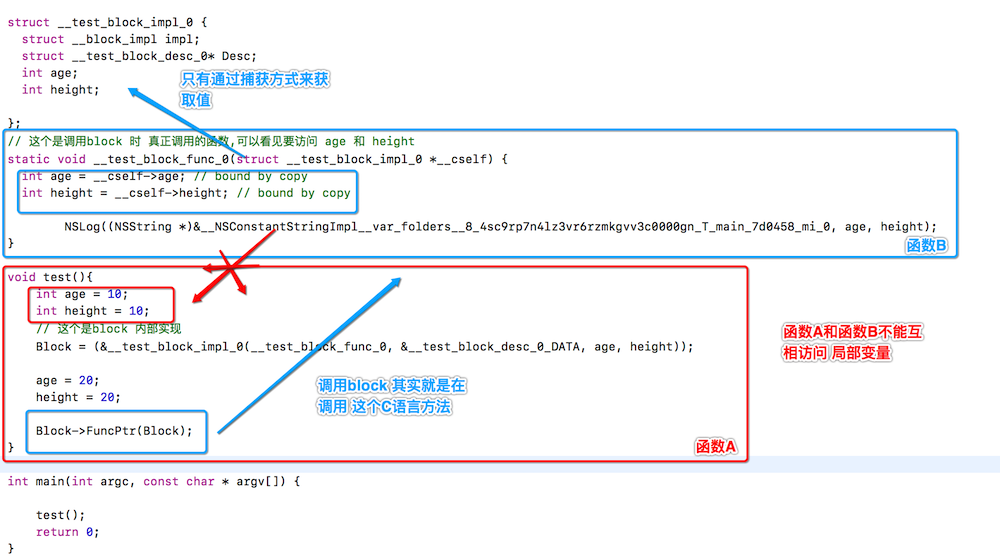 struct __test_block_impl_0 {
struct __block_impl impl;
struct __test_block_desc_0* Desc;
int age;
int height;
只有通过捕获方式来获
取值
};
// 这个是调用block 时 真正调用的函数,可以看见要访问 age 和 height
static void __test_block_func_0(struct __test_block_impl_0 *__cself) {
int age = __cself->age; // bound by copy
int height = __cself->height; // bound by copy
NSLog((NSString *)&__NSConstantStringImpl__var_folders__8_4sc9rp7n4lz3vr6rzmkgvv3c0000gn_T_main_7d0458_mi_0, age, height);
}
函数B
void test(){
int age = 10;
int height = 10;
// 这个是block 内部实现
Block = (&__test_block_impl_0(__test_block_func_0, &__test_block_desc_0_DATA, age, height));
函数A和函数B不能互
相访问 局部变量
age = 20;
height = 20;
调用block 其实就是在
调用 这个C语言方法
Block->FuncPtr(Block);
}
函数A
int main(int argc, const char * argv[]) {
test();
return 0;
}